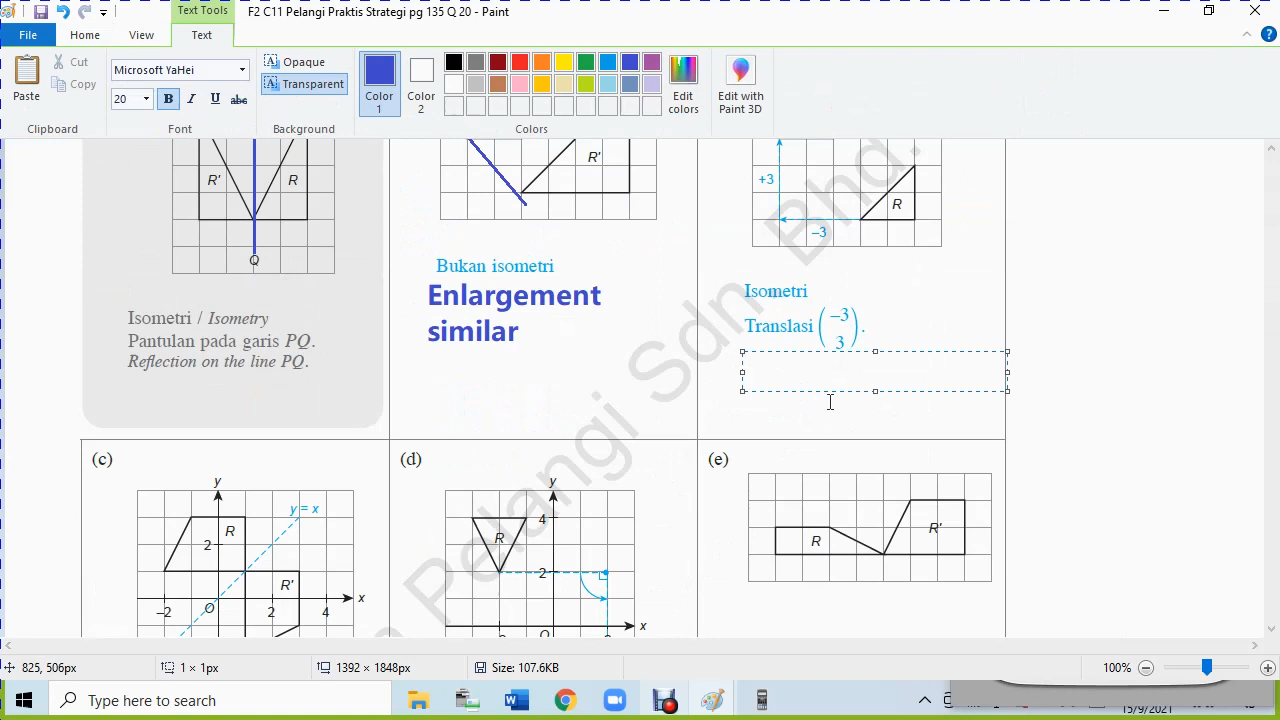 Text Tools
F2 C11 Pelangi Praktis Strategi pg 135 Q 20 - Paint
File
Home
View
Text
Paste
Cut
Copy
Clipboard
Microsoft YaHei
20
B
I
U
abc
Font
Opaque
Transparent
Background
Color
1
Color
2
Edit
colors
Colors
Edit with
Paint 3D
R'
R
Q
Isometri / Isometry
Pantulan pada garis PQ.
Reflection on the line PQ.
R'
Bukan isometri
Enlargement
similar
+3
R
–3
Isometri
Translasi (–3
3).
Pelangi Sdn. Bhd.
(c)
y
y = x
R
2
R'
–2
O
2
4
x
(d)
y
4
R
2
x
(e)
R
R'
825, 506px
1 × 1px
1392 × 1848px
Size: 107.6KB
100%
Type here to search
15/9/2021